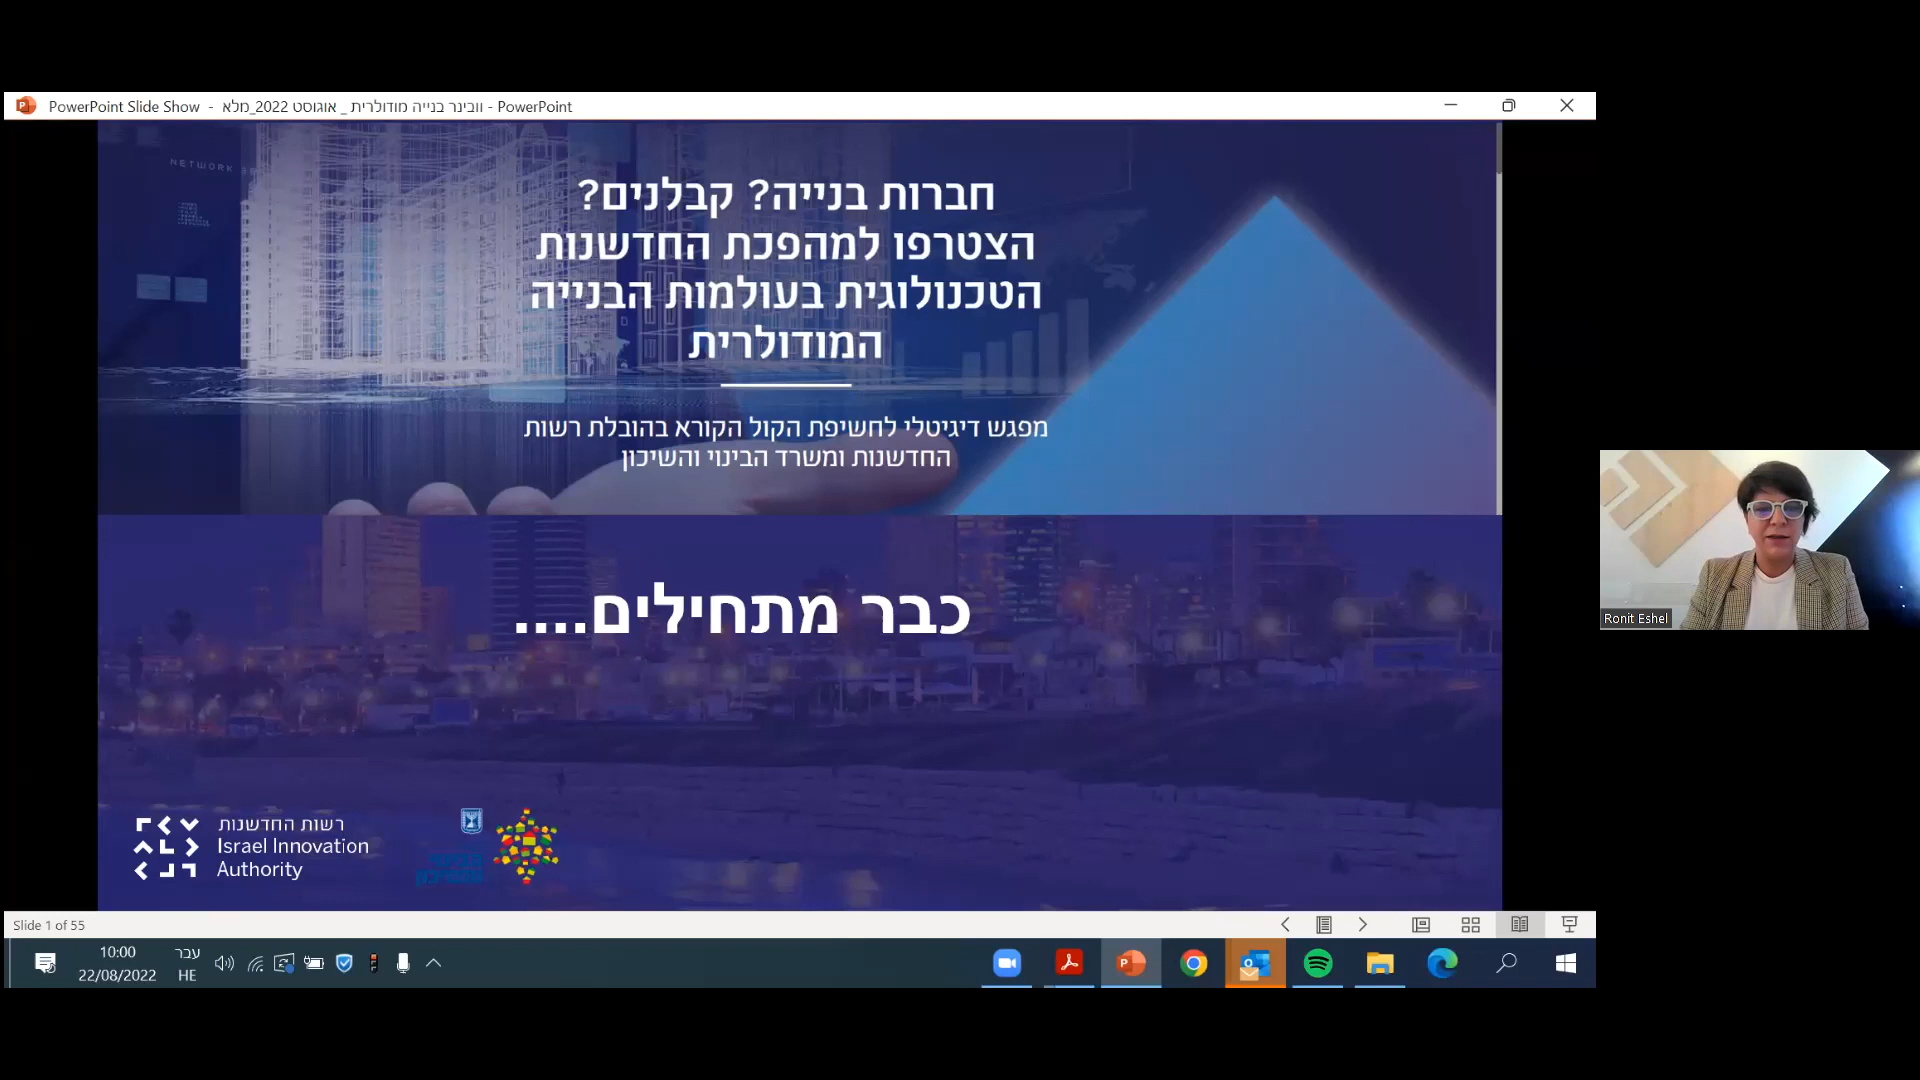 PowerPoint Slide Show - וובינר בנייה מודולרית _ אוגוסט 2022_מלא - PowerPoint
NETWORK
חברות בנייה? קבלנים?
הצטרפו למהפכת החדשנות
הטכנולוגית בעולמות הבנייה
המודולרית
מפגש דיגיטלי לחשיפת הקול הקורא בהובלת רשות
החדשנות ומשרד הבינוי והשיכון
כבר מתחילים....
רשות החדשנות
Israel Innovation
Authority
Ronit Eshel
Slide 1 of 55
10:00
22/08/2022
עבר
HE